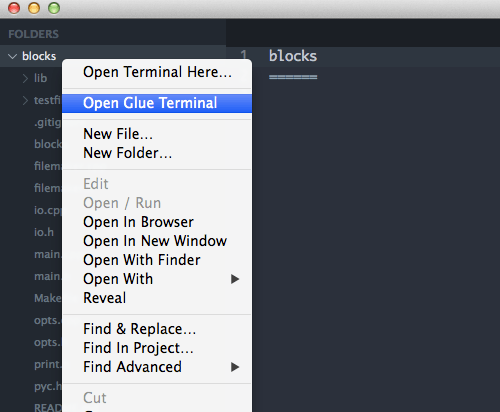 FOLDERS
blocks
lib
testfi
.gitig
block
filema
filema
io.cpp
io.h
main.
main.
Make
opts.
opts.
print.
pyc.h
READ
Open Terminal Here...
Open Glue Terminal
New File...
New Folder...
Edit
Open / Run
Open In Browser
Open In New Window
Open With Finder
Open With
Reveal
Find & Replace...
Find In Project...
Find Advanced
Cut
1 blocks
======